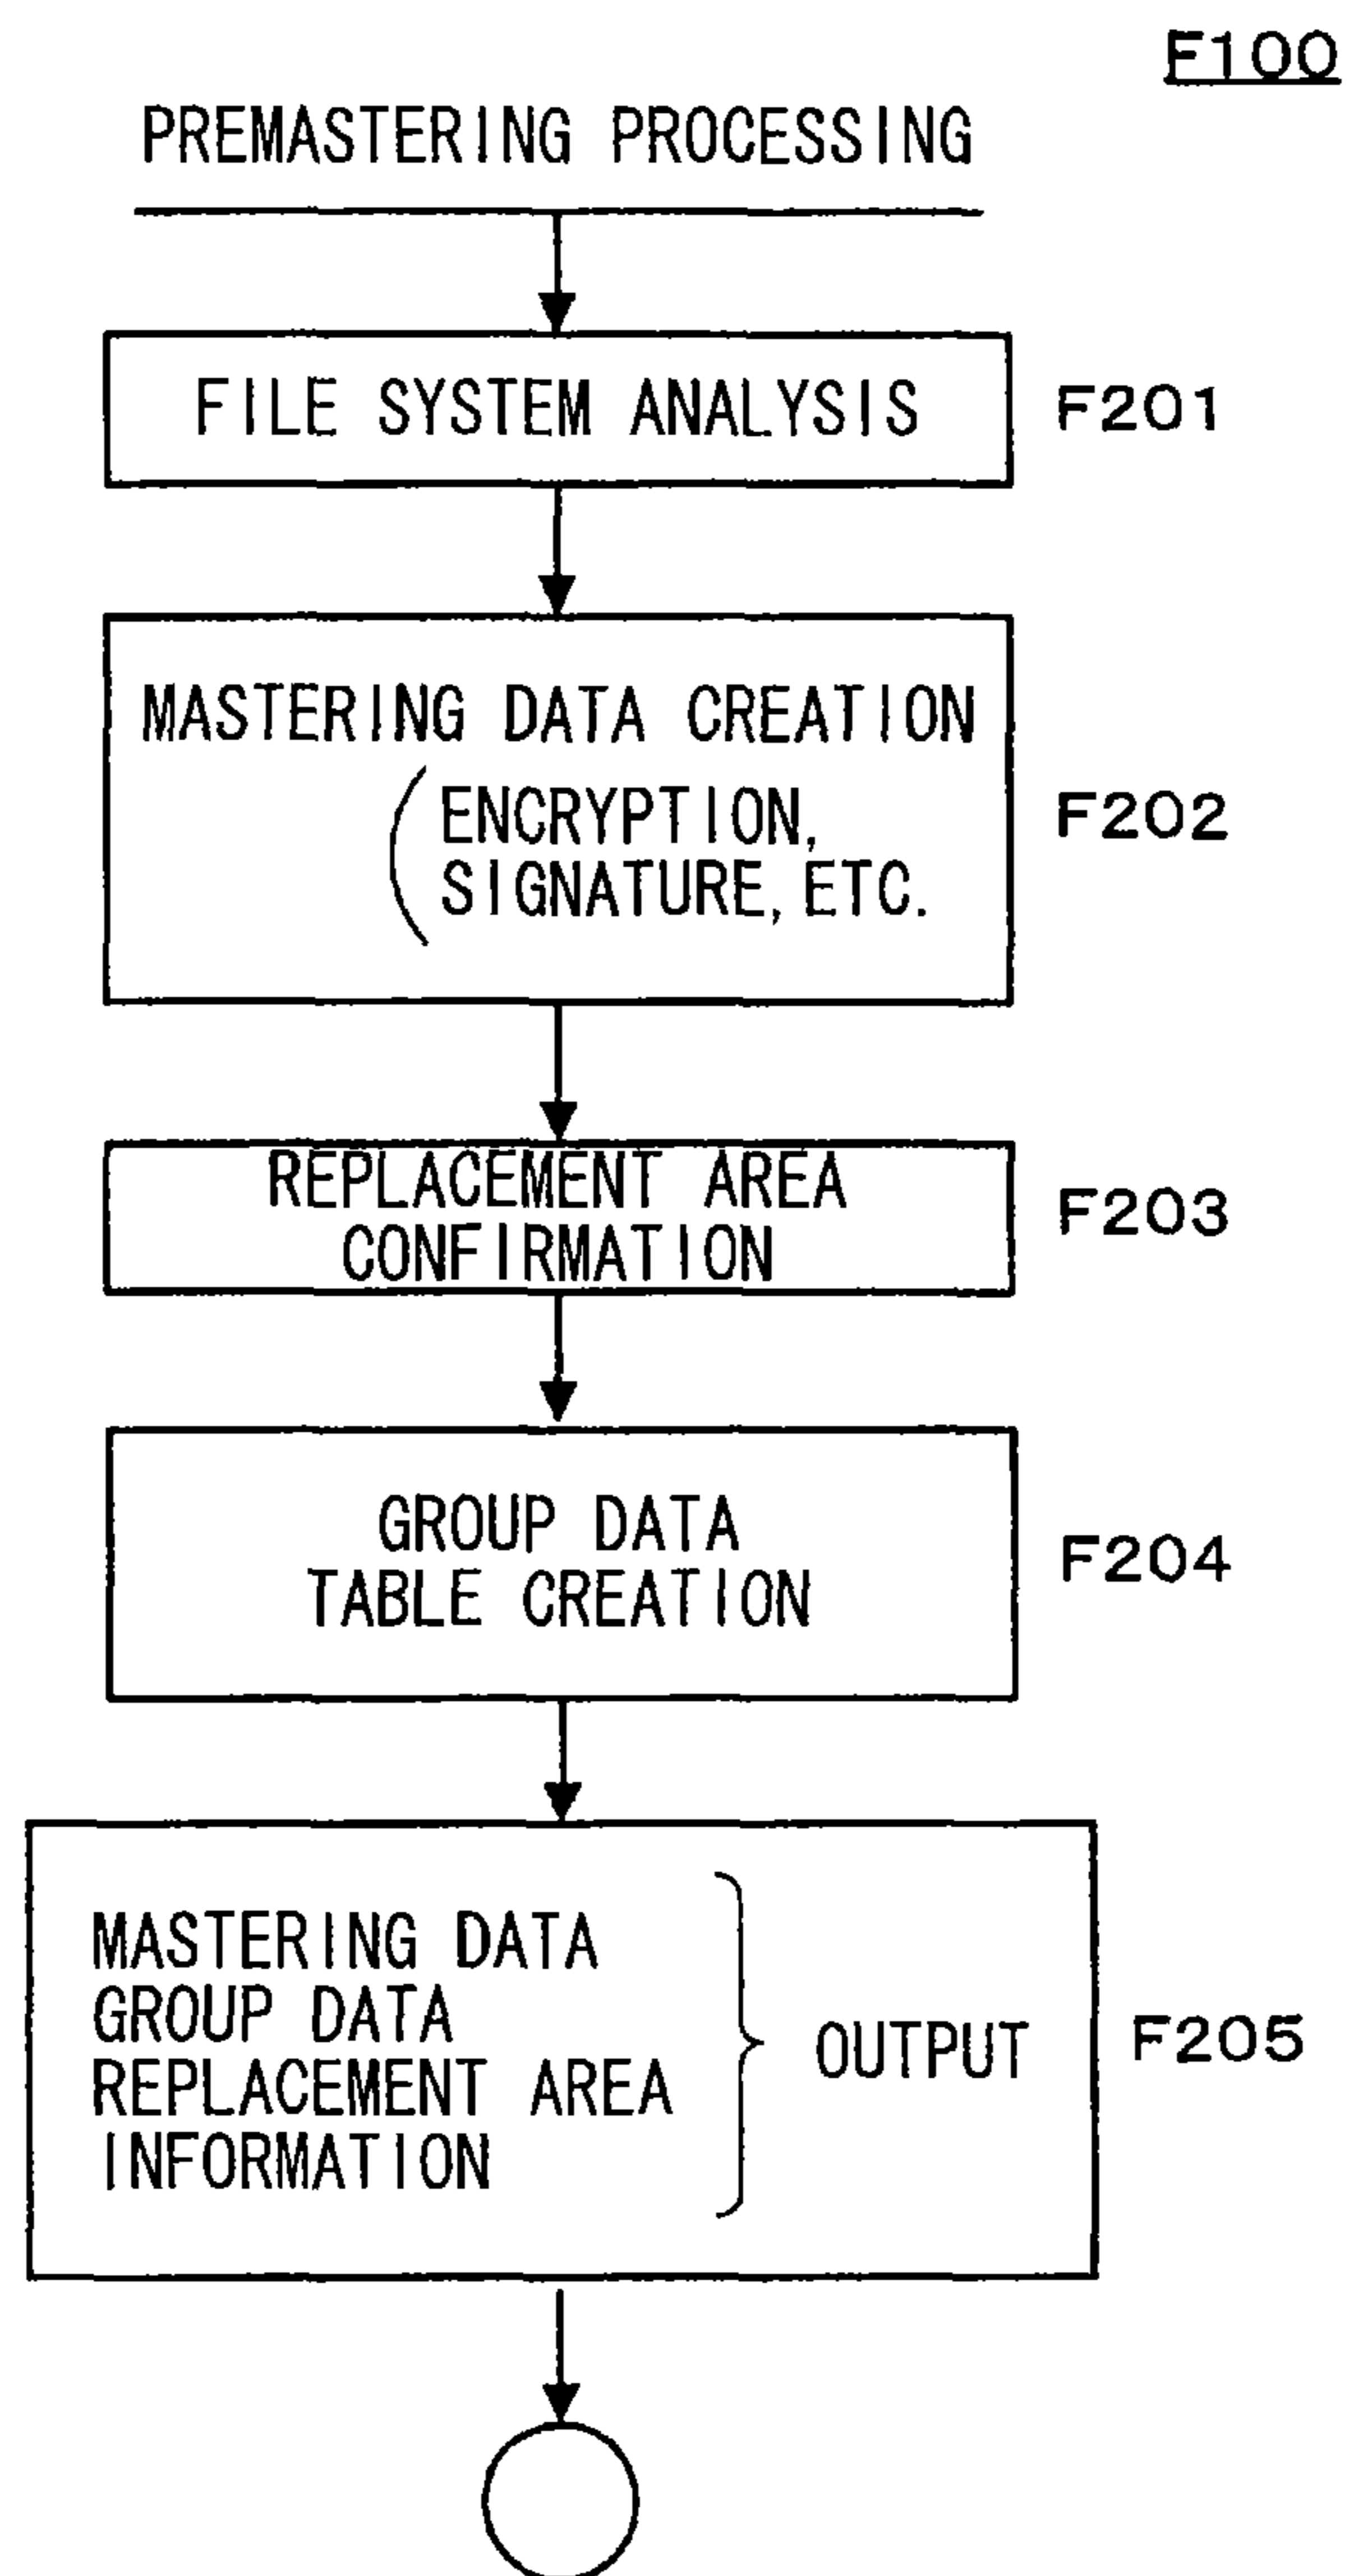 F100
PREMASTERING PROCESSING
FILE SYSTEM ANALYSIS
F201
MASTERING DATA CREATION
(ENCRYPTION,
SIGNATURE, ETC.
F202
REPLACEMENT AREA
CONFIRMATION
F203
GROUP DATA
TABLE CREATION
F204
MASTERING DATA
GROUP DATA
REPLACEMENT AREA
INFORMATION
} OUTPUT
F205